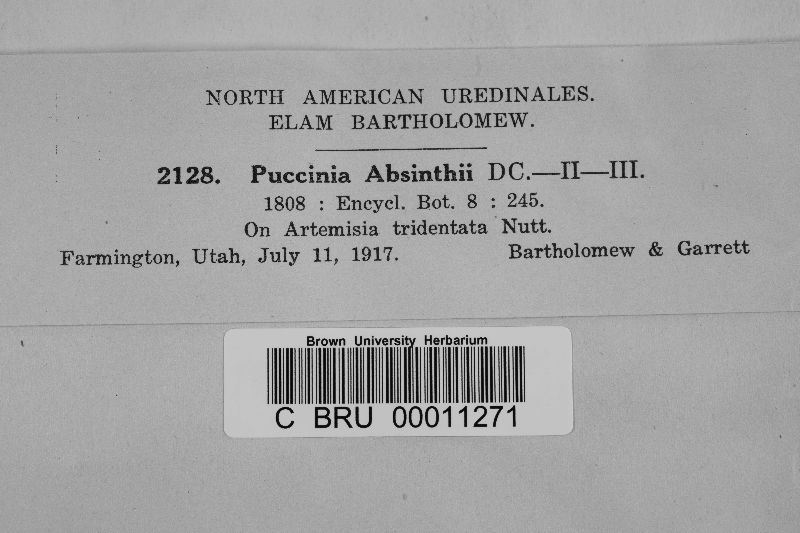 NORTH AMERICAN UREDINALES.
ELAM BARTHOLOMEW.
2128. Puccinia Absinthii DC.—II—III.
1808 : Encycl. Bot. 8 : 245.
On Artemisia tridentata Nutt.
Farmington, Utah, July 11, 1917. Bartholomew & Garrett
Brown University Herbarium
C BRU 00011271